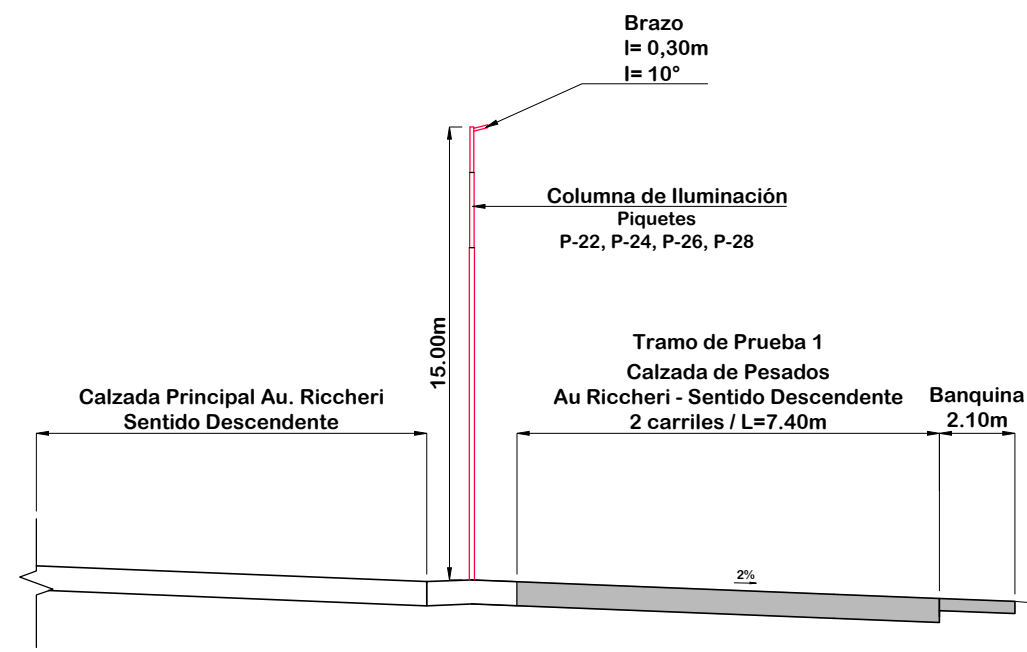 Brazo
l= 0,30m
I= 10°
Columna de Iluminación
Piquetes
P-22, P-24, P-26, P-28
15.00m
Tramo de Prueba 1
Calzada de Pesados
Au Riccheri - Sentido Descendente
2 carriles / L=7.40m
Calzada Principal Au. Riccheri
Sentido Descendente
Banquina
2.10m
2%